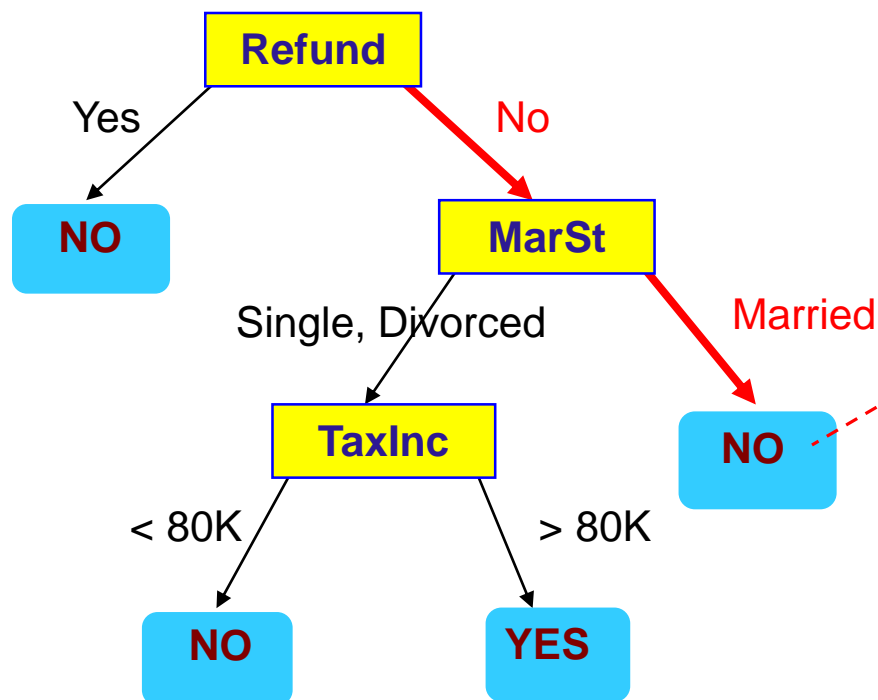 Refund
Yes
No
NO
MarSt
Single, Divorced
Married
TaxInc
NO
< 80K
> 80K
NO
YES